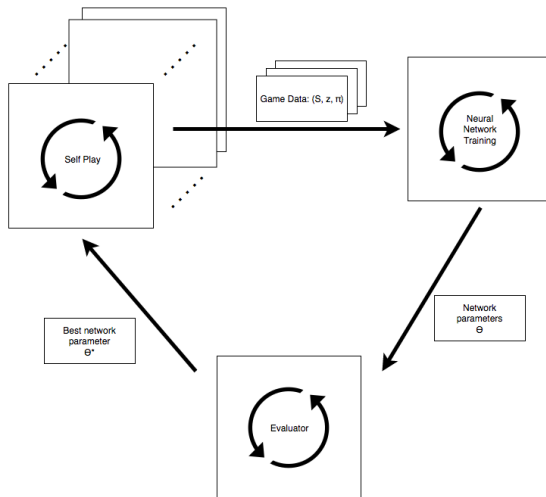 Game Data: (S, z, π)
Self Play
Neural
Network
Training
Best network
parameter
Θ*
Network
parameters
Θ
Evaluator